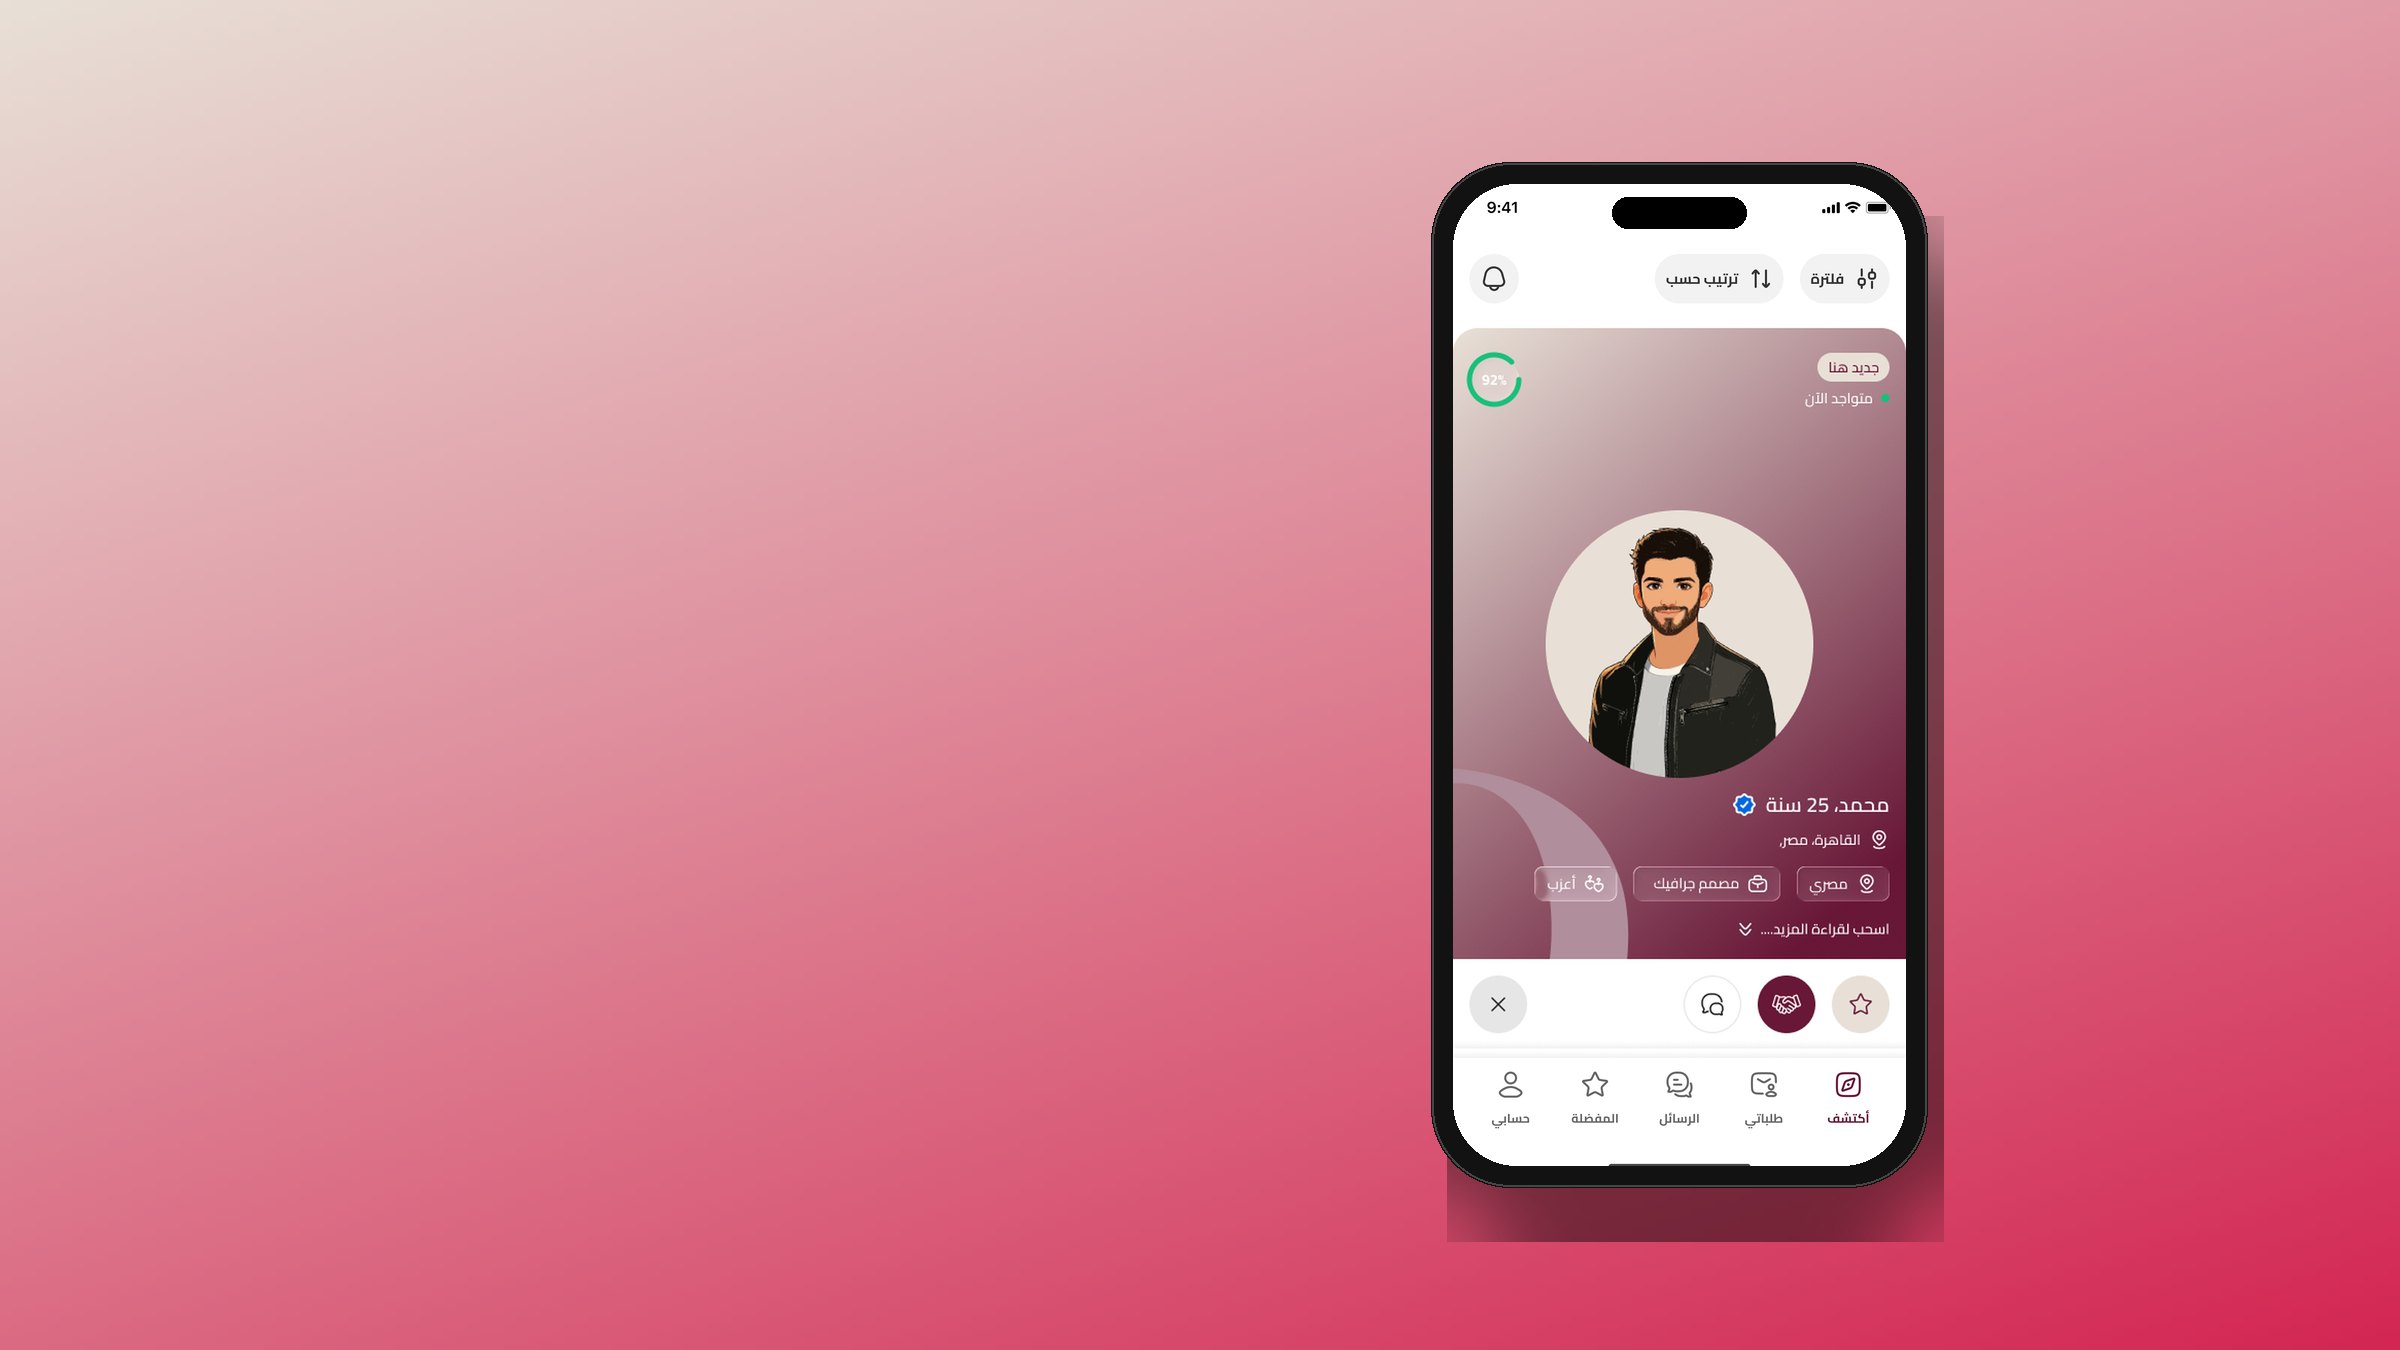 9:41
فلترة
ترتيب حسب
جديد هنا
متواجد الآن
92%
محمد، 25 سنة
القاهرة، مصر,
مصري
مصمم جرافيك
أعزب
اسحب لقراءة المزيد....
أكتشف
طلباتي
الرسائل
المفضلة
حسابي